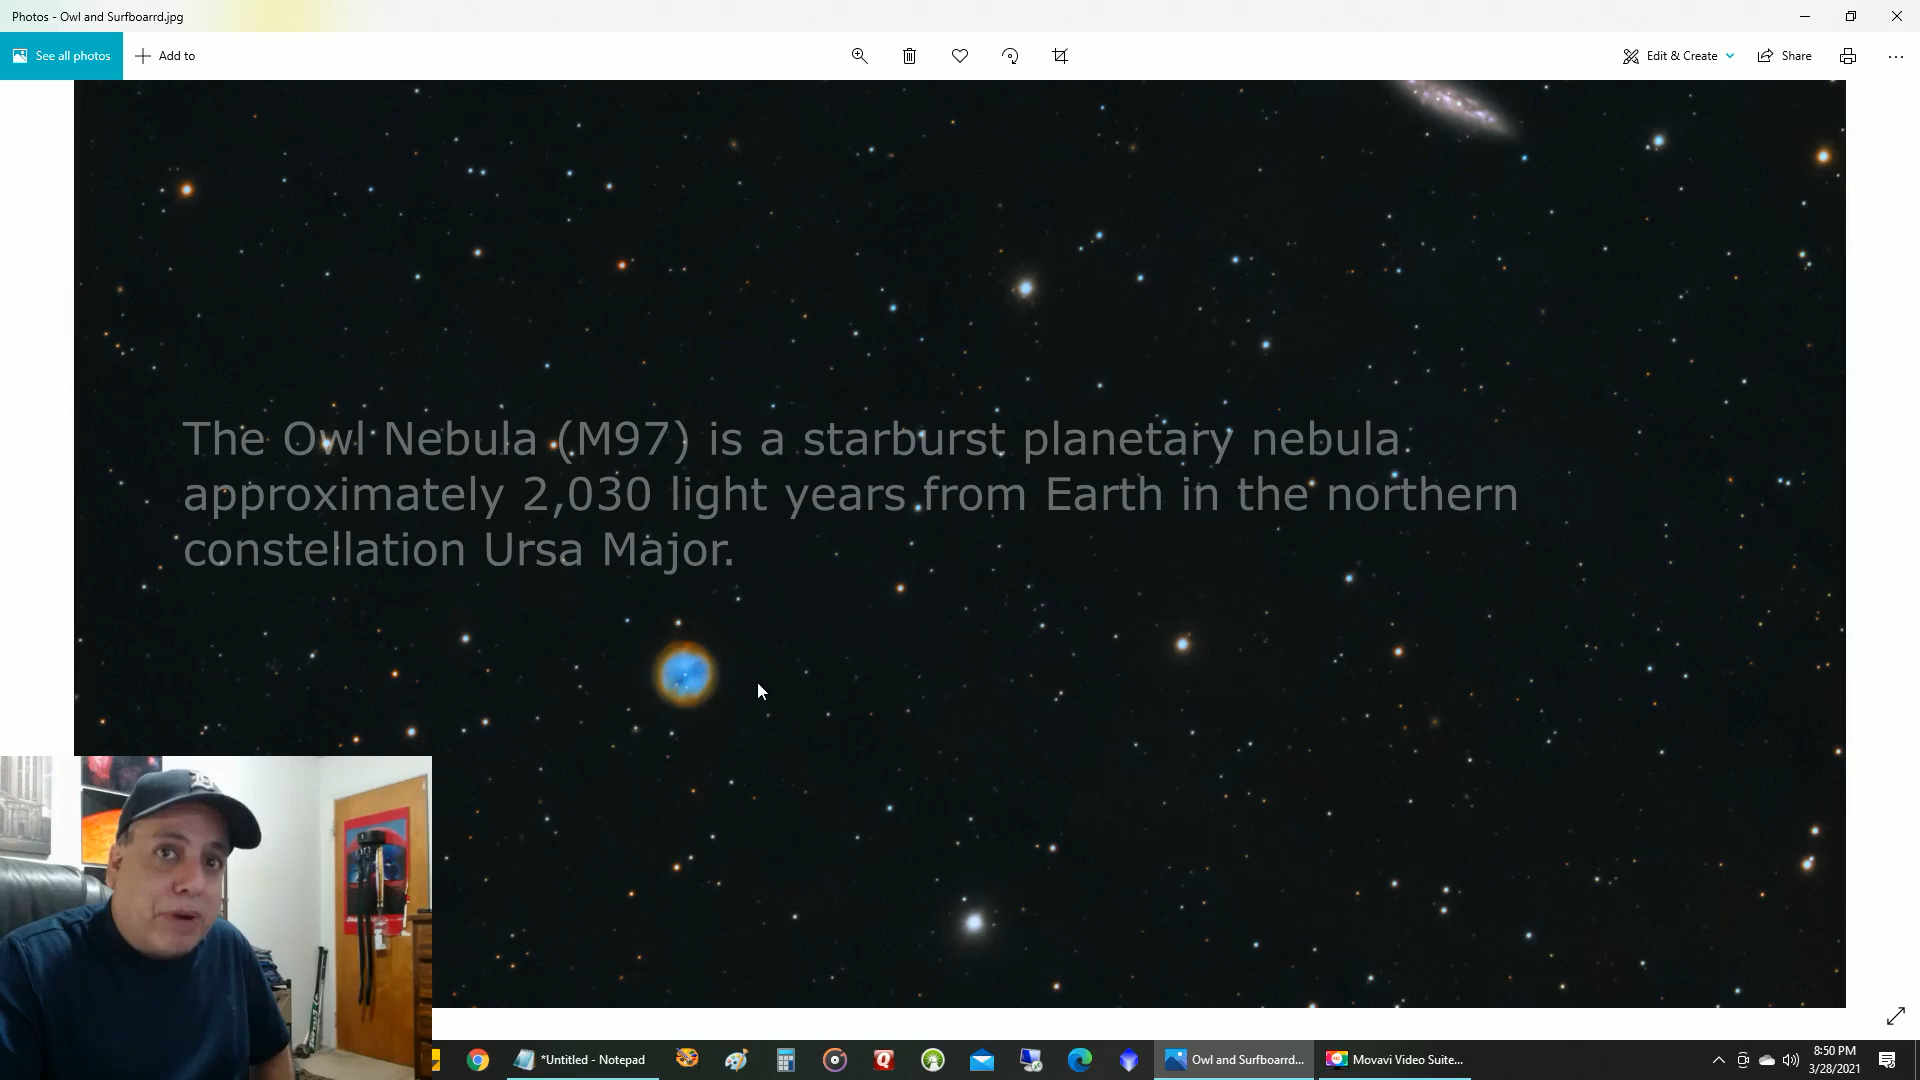 Photos - Owl and Surfboarrd.jpg
See all photos
Add to
Edit & Create
Share
The Owl Nebula (M97) is a starburst planetary nebula
approximately 2,030 light years from Earth in the northern
constellation Ursa Major.
*Untitled - Notepad
Owl and Surfboarrd...
Movavi Video Suite...
8:50 PM
3/28/2021